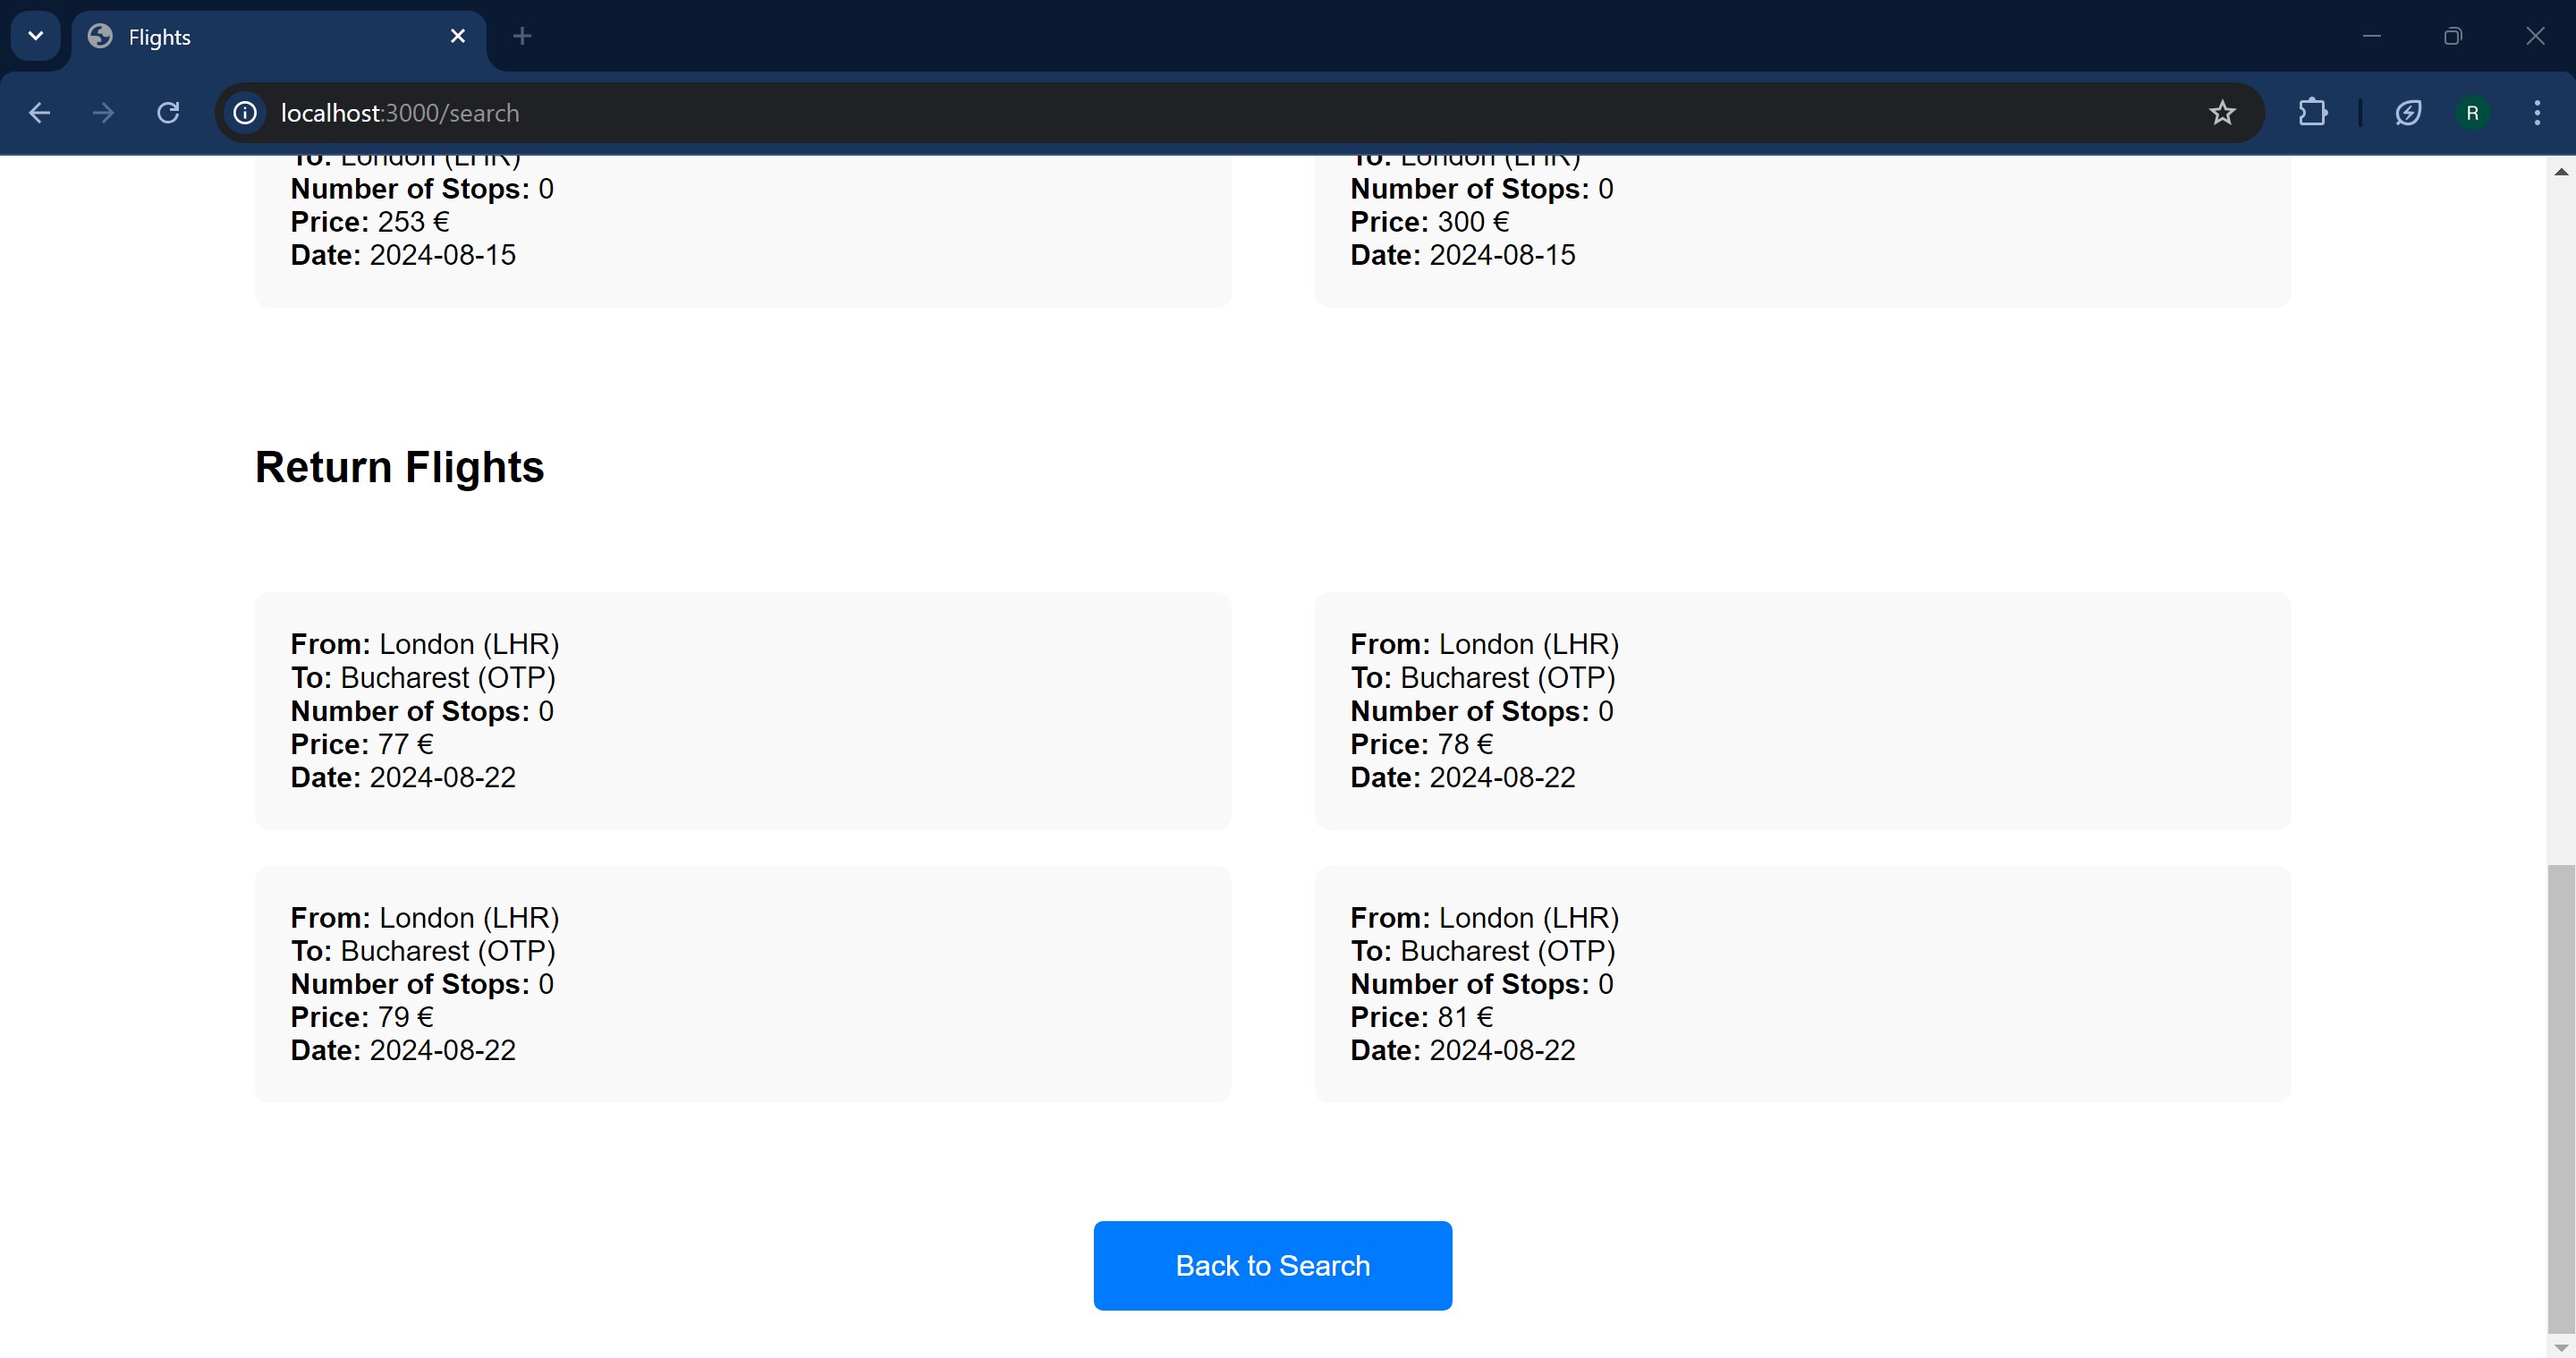 Flights
localhost:3000/search
To: London (LHR)
Number of Stops: 0
Price: 253 €
Date: 2024-08-15
To: London (LHR)
Number of Stops: 0
Price: 300 €
Date: 2024-08-15
Return Flights
From: London (LHR)
To: Bucharest (OTP)
Number of Stops: 0
Price: 77 €
Date: 2024-08-22
From: London (LHR)
To: Bucharest (OTP)
Number of Stops: 0
Price: 78 €
Date: 2024-08-22
From: London (LHR)
To: Bucharest (OTP)
Number of Stops: 0
Price: 79 €
Date: 2024-08-22
From: London (LHR)
To: Bucharest (OTP)
Number of Stops: 0
Price: 81 €
Date: 2024-08-22
Back to Search
R